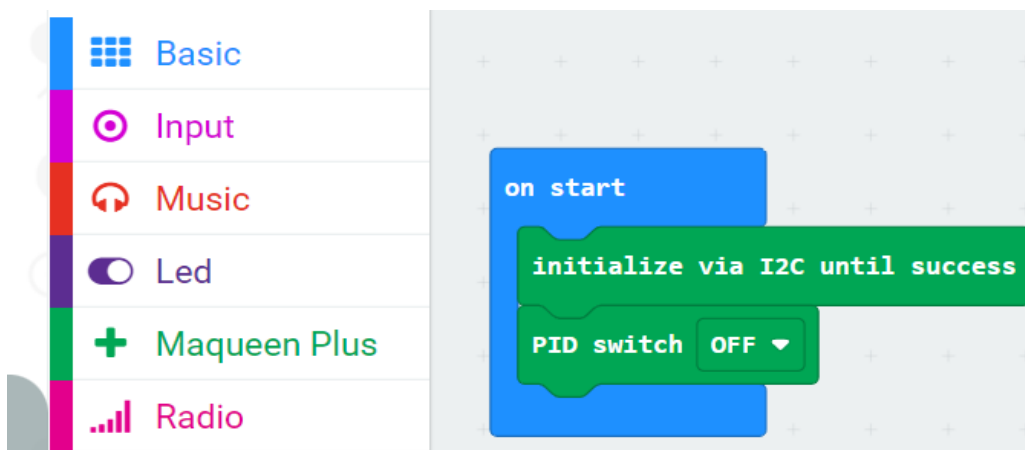 Basic
Input
Music
Led
Maqueen Plus
Radio
on start
initialize via I2C until success
PID switch OFF